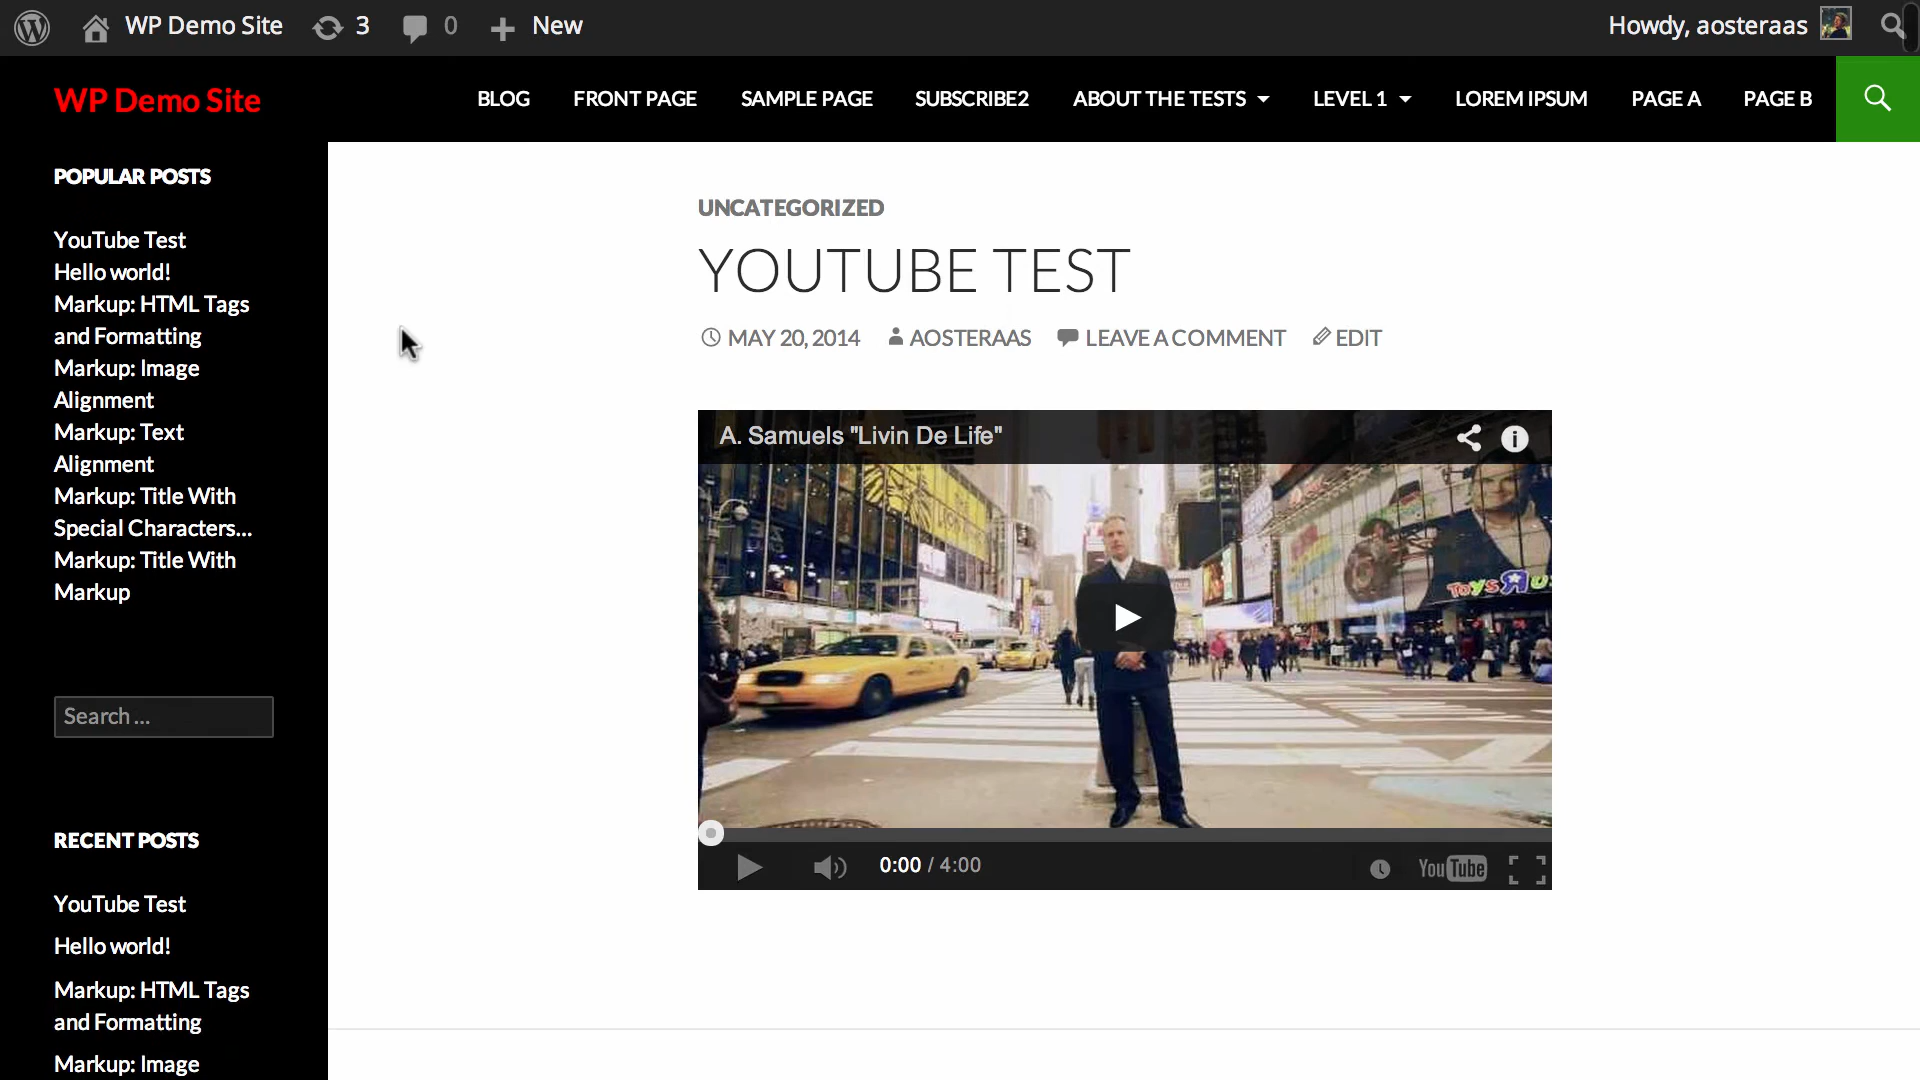 WP Demo Site 3 0 New Howdy, aosteraas
WP Demo Site BLOG FRONT PAGE SAMPLE PAGE SUBSCRIBE2 ABOUT THE TESTS LEVEL 1 LOREM IPSUM PAGE A PAGE B
POPULAR POSTS
YouTube Test
Hello world!
Markup: HTML Tags
and Formatting
Markup: Image
Alignment
Markup: Text
Alignment
Markup: Title With
Special Characters...
Markup: Title With
Markup
Search ...
RECENT POSTS
YouTube Test
Hello world!
Markup: HTML Tags
and Formatting
Markup: Image
UNCATEGORIZED
YOUTUBE TEST
MAY 20, 2014 AOSTERAAS LEAVE A COMMENT EDIT
A. Samuels "Livin De Life"
TOYS R U
0:00 / 4:00 YouTube